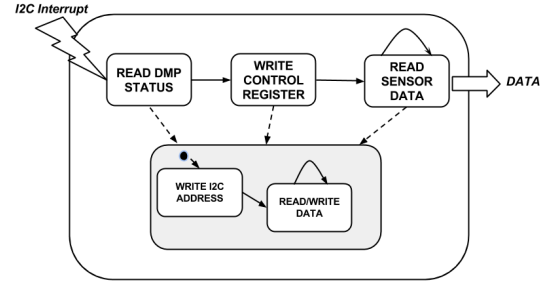 I2C Interrupt
READ DMP
STATUS
WRITE
CONTROL
REGISTER
READ
SENSOR
DATA
DATA
WRITE I2C
ADDRESS
READ/WRITE
DATA